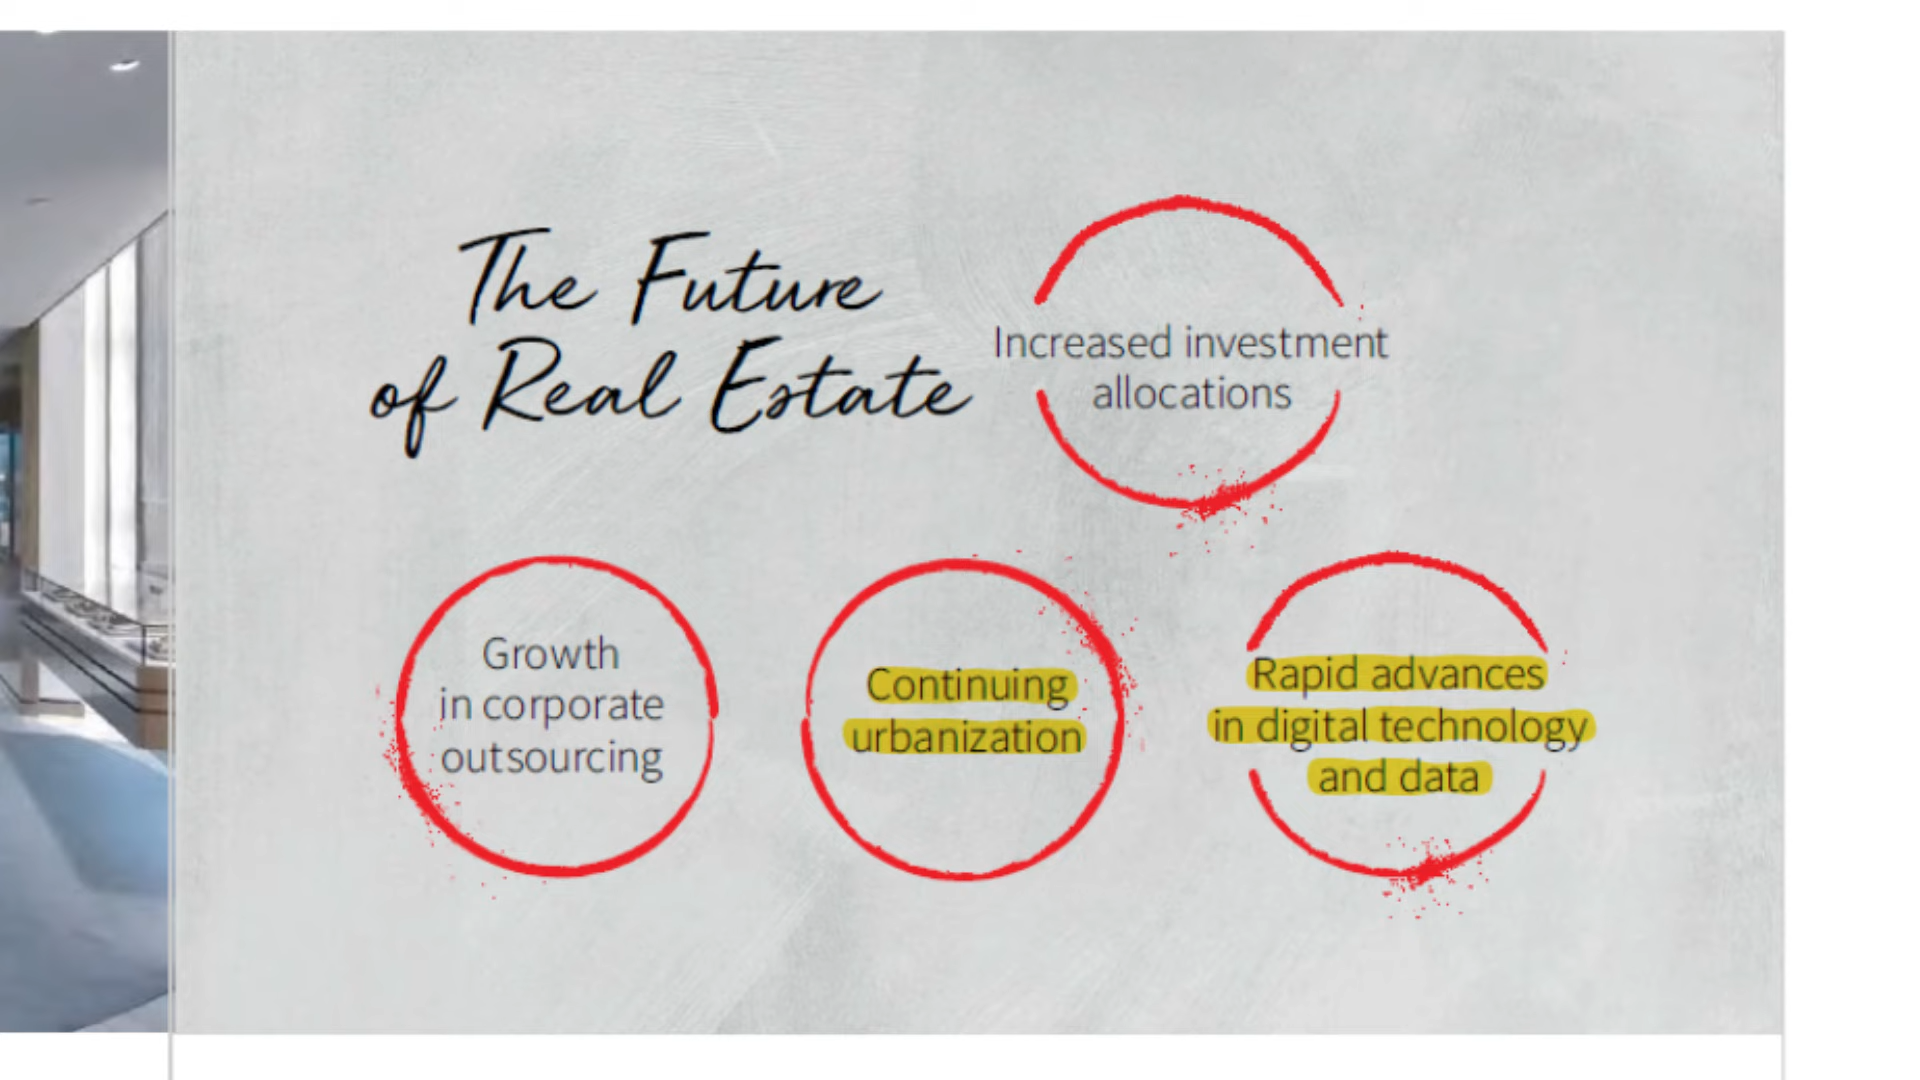 The Future
of Real Estate
Increased investment
allocations
Growth
in corporate
outsourcing
Continuing
urbanization
Rapid advances
in digital technology
and data